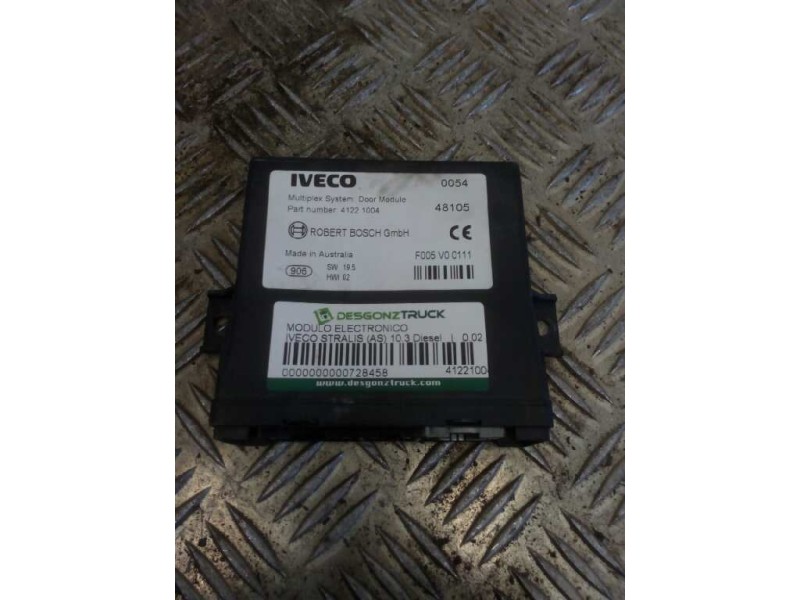 IVECO
0054
Multiplex System: Door Module
Part number: 4122 1004
48105
ROBERT BOSCH GmbH
CE
Made in Australia
F005 V0 0111
906
SW 19.5
HW 02
DESGONZTRUCK
MODULO ELECTRONICO
IVECO STRALIS (AS) 10.3 Diesel | 0.02
0000000000728458
4122100
www.desgonztruck.com